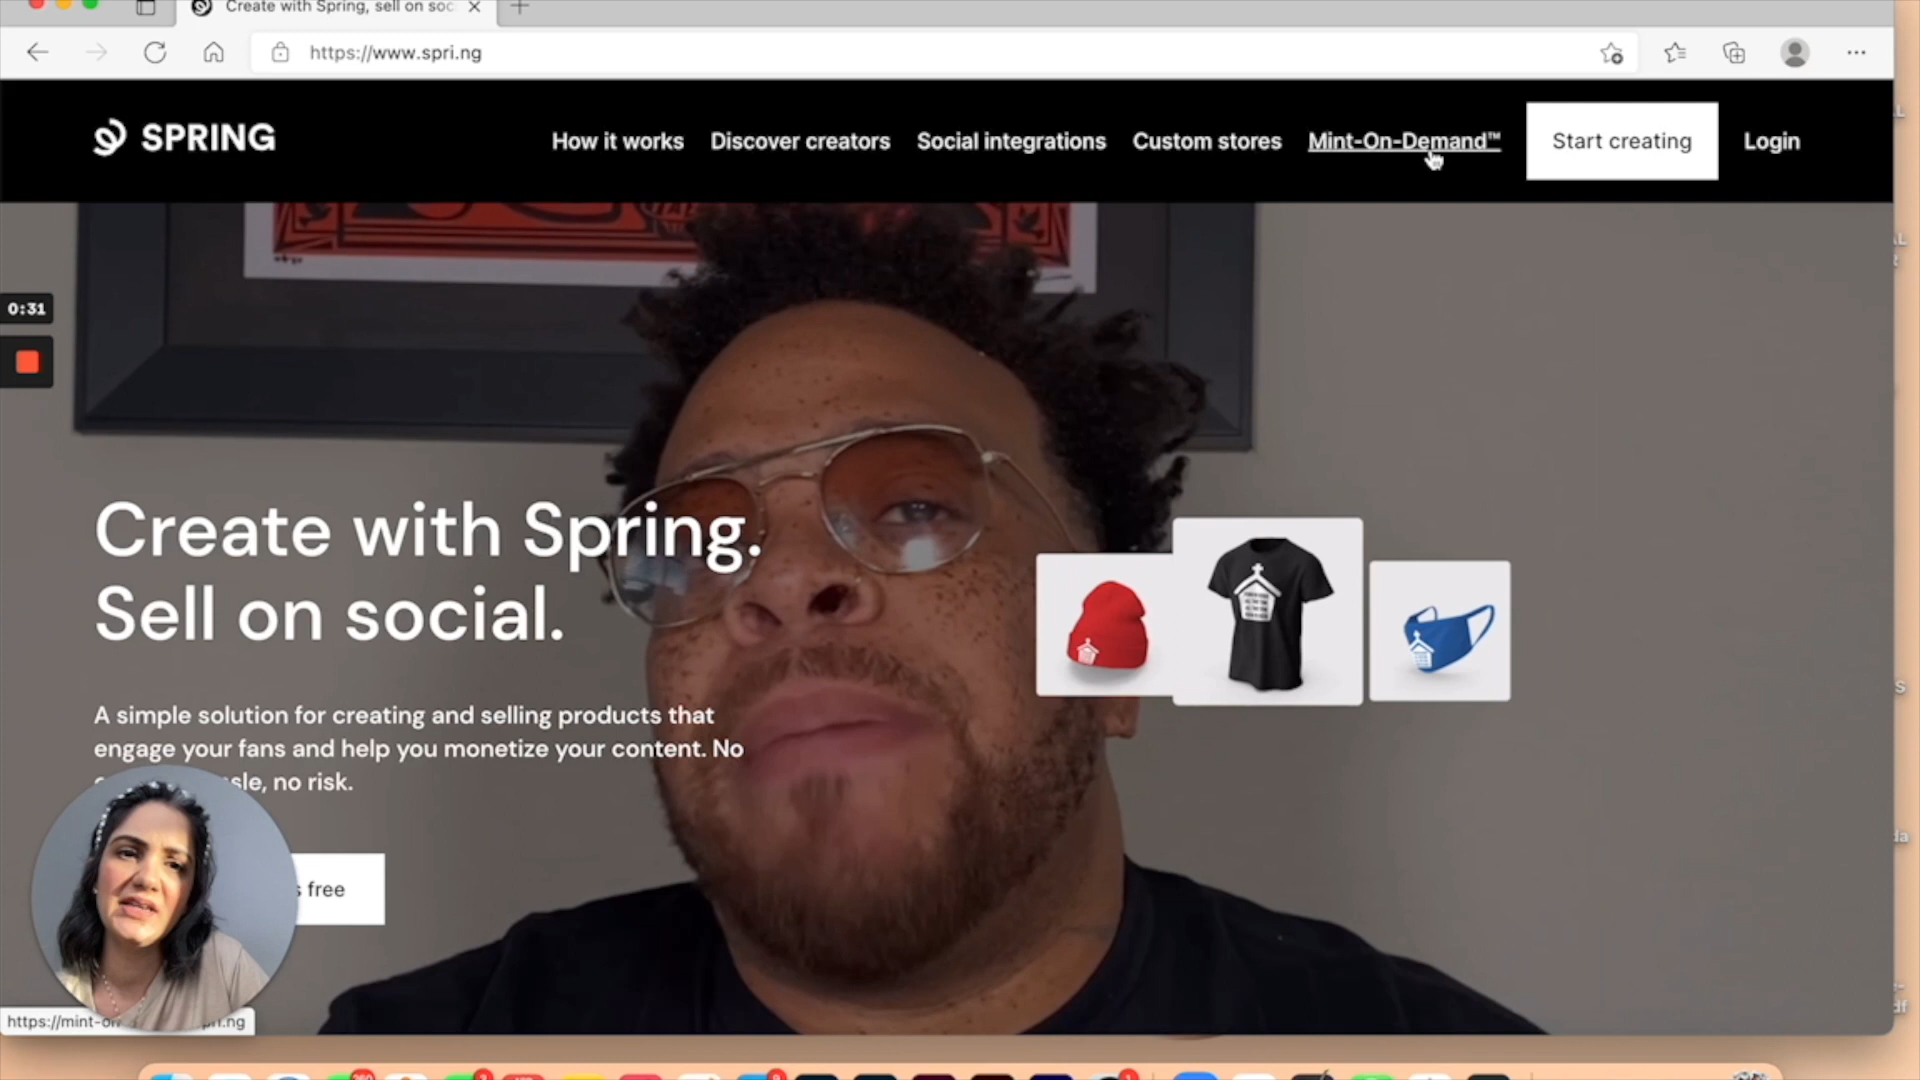 Create with Spring, sell on soc
https://www.spri.ng
SPRING
How it works
Discover creators
Social integrations
Custom stores
Mint-On-Demand™
Start creating
Login
0:31
Create with Spring.
Sell on social.
A simple solution for creating and selling products that
engage your fans and help you monetize your content. No
no risk.
free
https://mint-on